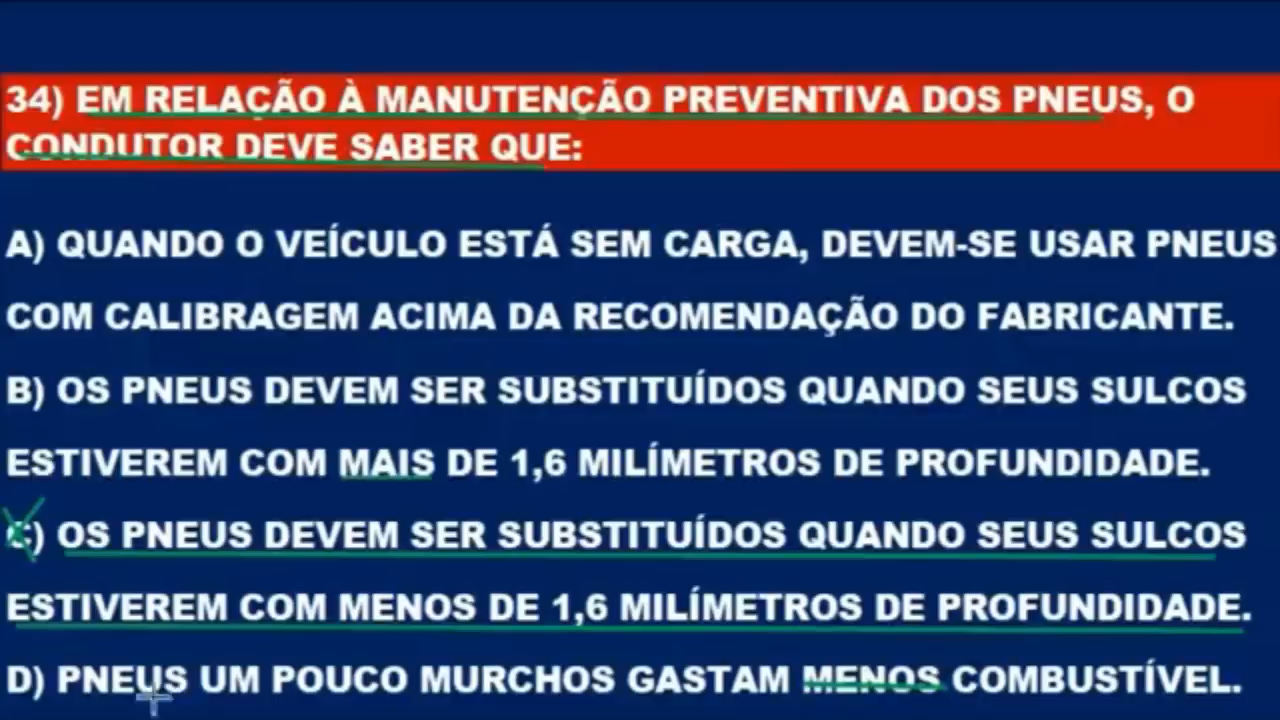 34) EM RELAÇÃO À MANUTENÇÃO PREVENTIVA DOS PNEUS, O
CONDUTOR DEVE SABER QUE:
A) QUANDO O VEÍCULO ESTÁ SEM CARGA, DEVEM-SE USAR PNEUS
COM CALIBRAGEM ACIMA DA RECOMENDAÇÃO DO FABRICANTE.
B) OS PNEUS DEVEM SER SUBSTITUÍDOS QUANDO SEUS SULCOS
ESTIVEREM COM MAIS DE 1,6 MILÍMETROS DE PROFUNDIDADE.
C) OS PNEUS DEVEM SER SUBSTITUÍDOS QUANDO SEUS SULCOS
ESTIVEREM COM MENOS DE 1,6 MILÍMETROS DE PROFUNDIDADE.
D) PNEUS UM POUCO MURCHOS GASTAM MENOS COMBUSTÍVEL.